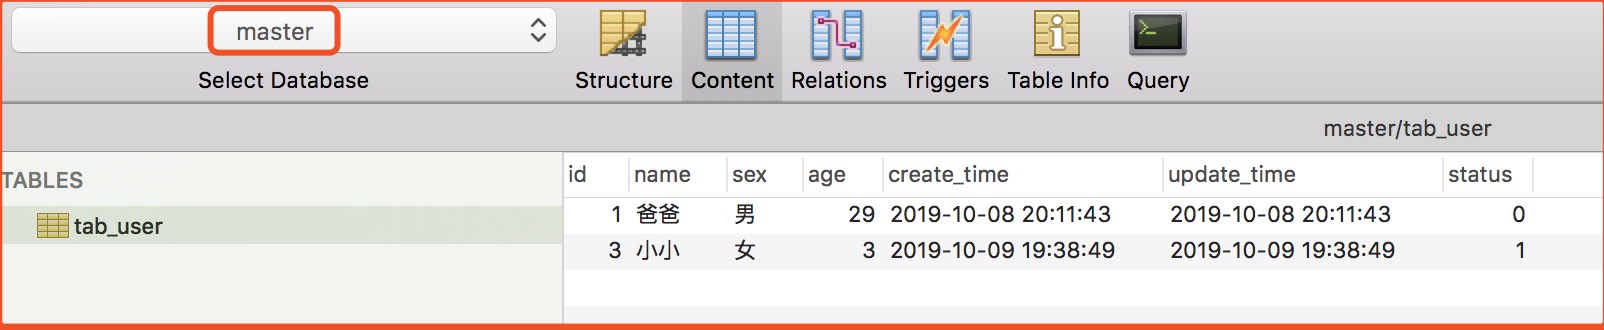 master
Select Database
Structure Content Relations Triggers Table Info Query
master/tab_user
TABLES
tab_user
id name sex age create_time update_time status
1 爸爸 男 29 2019-10-08 20:11:43 2019-10-08 20:11:43 0
3 小小 女 3 2019-10-09 19:38:49 2019-10-09 19:38:49 1